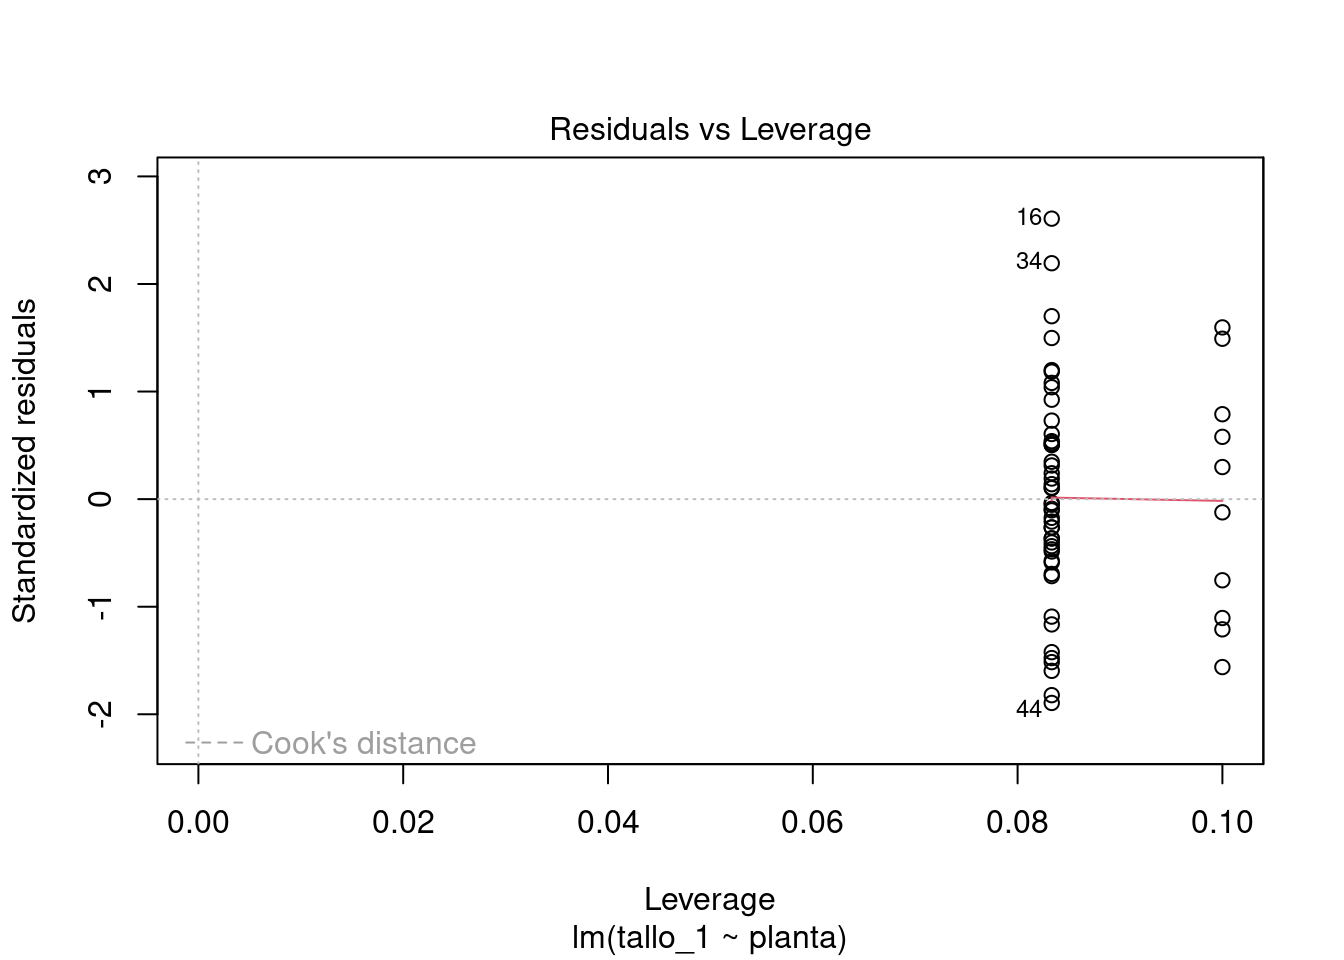 Residuals vs Leverage
Standardized residuals
3
2
1
0
-1
-2
16
34
44
Cook's distance
0.00 0.02 0.04 0.06 0.08 0.10
Leverage
lm(tallo_1 ~ planta)